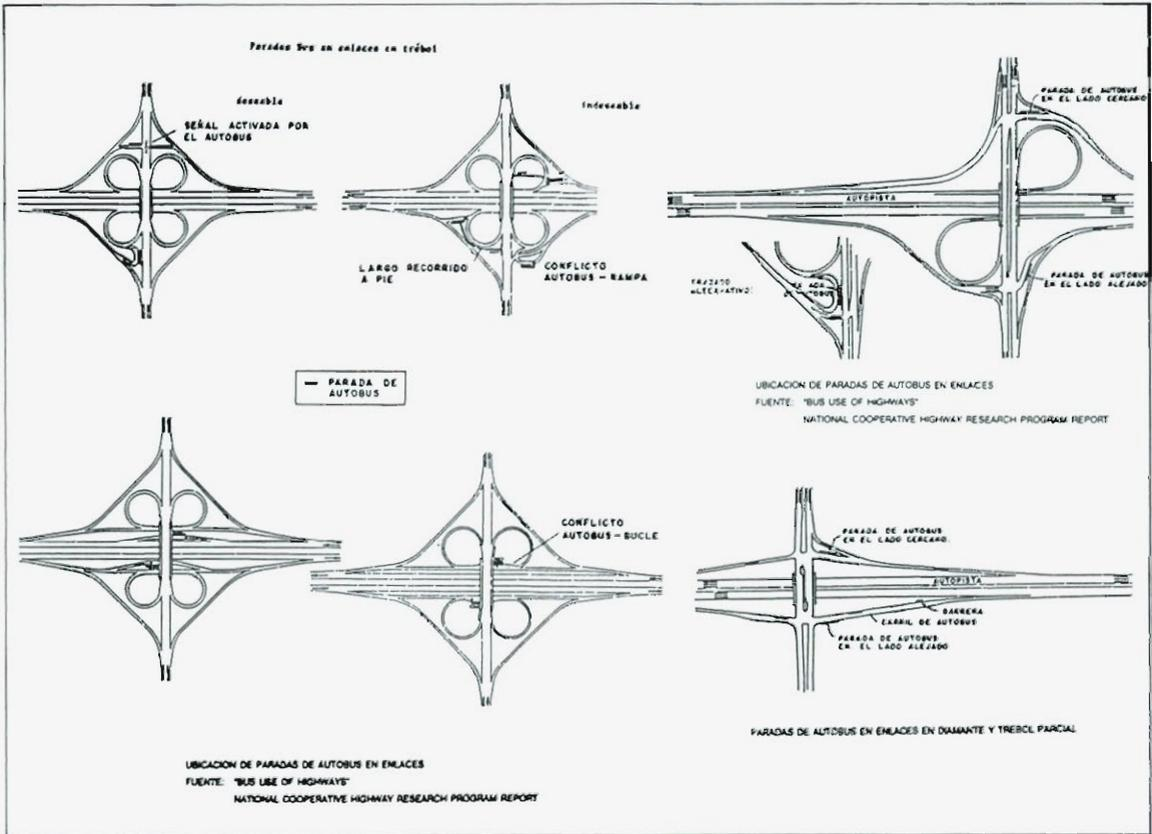 Paradas Bus en enlaces en trébol
deseable
SEÑAL ACTIVADA POR
EL AUTOBUS
indeseable
LARGO RECORRIDO
A PIE
CONFLICTO
AUTOBUS - RAMPA
PARADA DE AUTOBUS
EN EL LADO CERCANO
AUTOPISTA
TRAZADO
ALTERNATIVO:
PARADA DE AUTOBUS
EN EL LADO ALEJADO
UBICACION DE PARADAS DE AUTOBUS EN ENLACES
FUENTE: "BUS USE OF HIGHWAYS"
NATIONAL COOPERATIVE HIGHWAY RESEARCH PROGRAM REPORT
PARADA DE
AUTOBUS
CONFLICTO
AUTOBUS - BUCLE
PARADA DE AUTOBUS
EN EL LADO CERCANO
AUTOPISTA
BARRERA
CARRIL DE AUTOBUS
PARADA DE AUTOBUS
EN EL LADO ALEJADO
PARADAS DE AUTOBUS EN ENLACES EN DIAMANTE Y TREBOL PARCIAL
UBICACION DE PARADAS DE AUTOBUS EN ENLACES
FUENTE: "BUS USE OF HIGHWAYS"
NATIONAL COOPERATIVE HIGHWAY RESEARCH PROGRAM REPORT